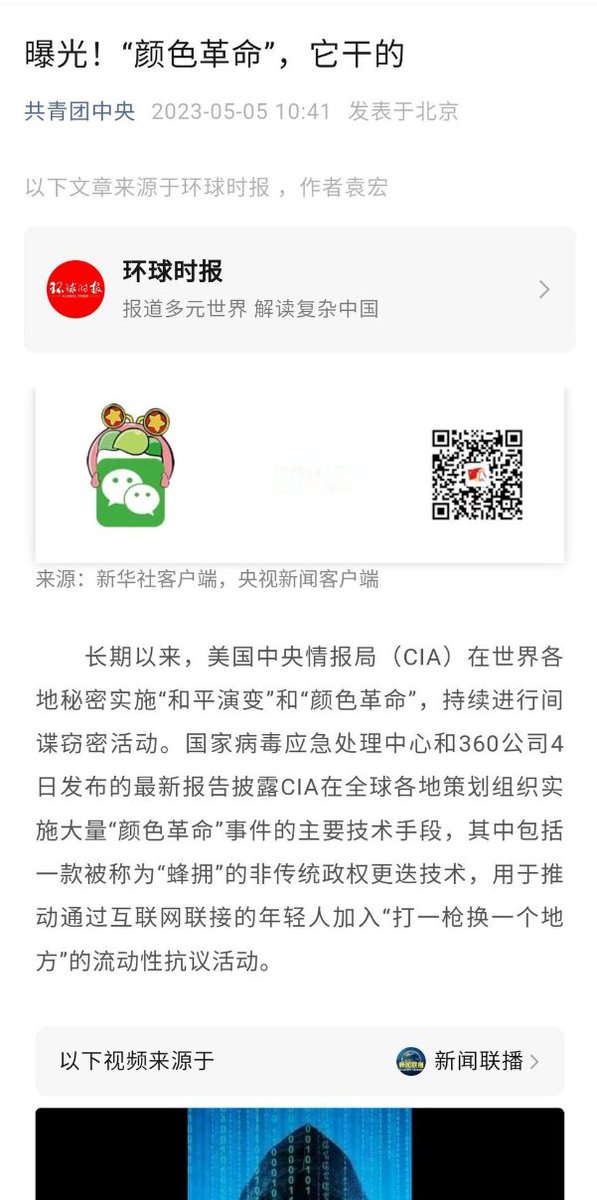 曝光！“颜色革命”，它干的
共青团中央 2023-05-05 10:41 发表于北京
以下文章来源于环球时报 ，作者袁宏
环球时报
环球时报
报道多元世界 解读复杂中国
来源：新华社客户端，央视新闻客户端
长期以来，美国中央情报局（CIA）在世界各
地秘密实施“和平演变”和“颜色革命”，持续进行间
谍窃密活动。国家病毒应急处理中心和360公司4
日发布的最新报告披露CIA在全球各地策划组织实
施大量“颜色革命”事件的主要技术手段，其中包括
一款被称为“蜂拥”的非传统政权更迭技术，用于推
动通过互联网联接的年轻人加入“打一枪换一个地
方”的流动性抗议活动。
以下视频来源于
新闻联播
新闻联播